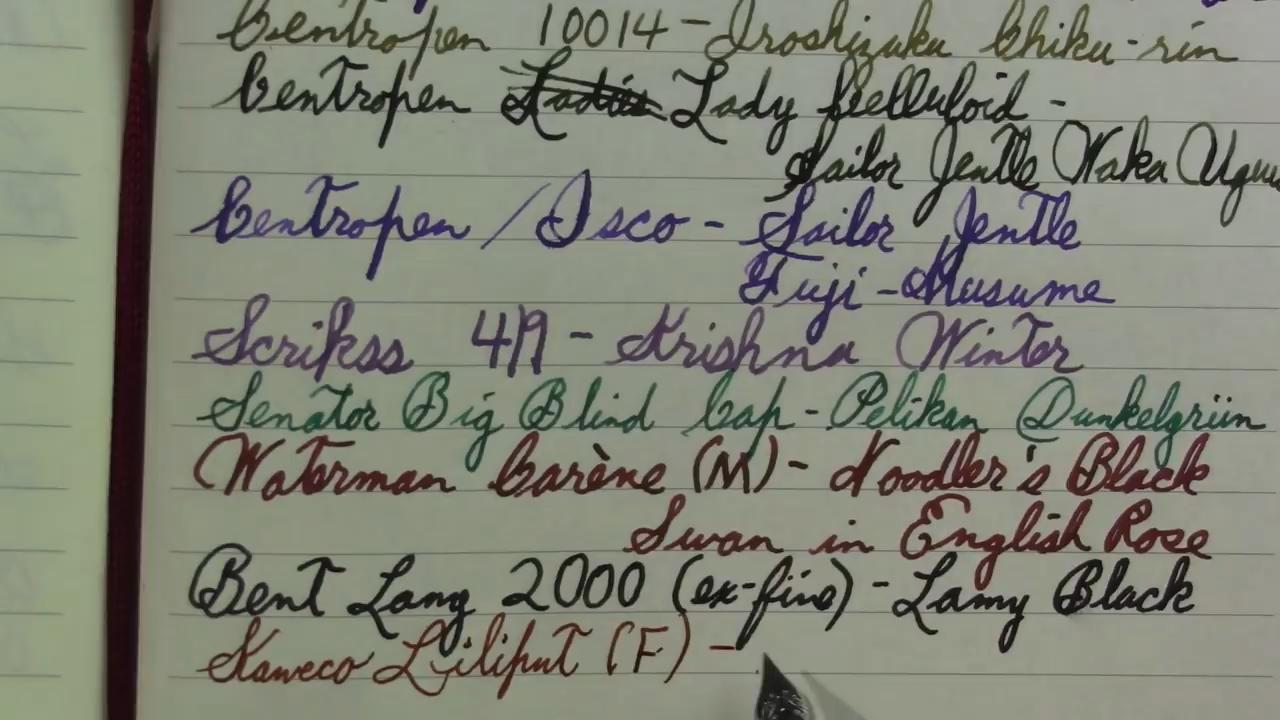 Centropen 10014 - Iroshizuku Chiku-rin
Centropen Ladies Lady Celluloid -
Sailor Jentle Waka Ugui
Centropen / Isco - Sailor Jentle
Fuji - Musume
Scrikss 419 - Krishna Winter
Senator Big Blind Cap - Pelikan Dunkelgrün
Waterman Carène (M) - Noodler's Black
Swan in English Rose
Bent Lamy 2000 (ex-fine) - Lamy Black
Kaweco Liliput (F) -